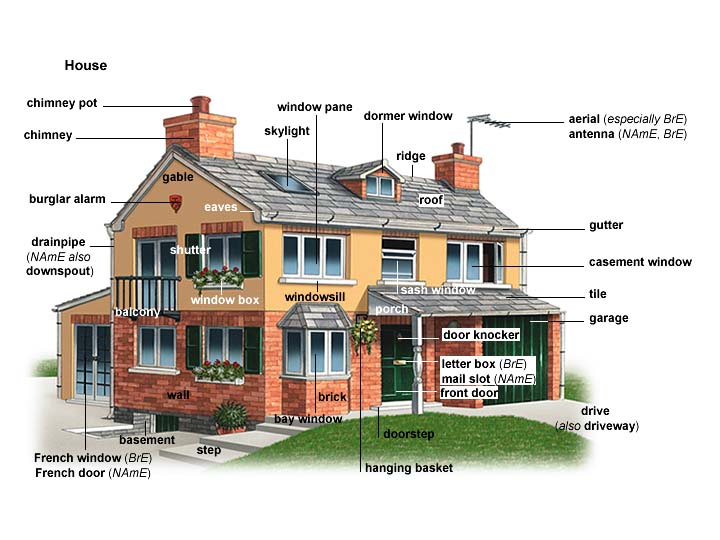 House
chimney pot
chimney
window pane
skylight
dormer window
aerial (especially BrE)
antenna (NAmE, BrE)
ridge
gable
roof
burglar alarm
eaves
gutter
drainpipe
(NAmE also
downspout)
shutter
casement window
sash window
window box
windowsill
tile
balcony
porch
garage
door knocker
letter box (BrE)
mail slot (NAmE)
front door
wall
brick
bay window
drive
(also driveway)
basement
doorstep
step
French window (BrE)
French door (NAmE)
hanging basket